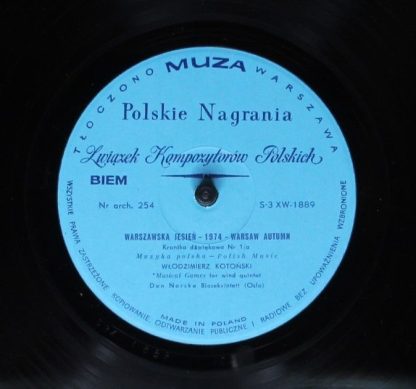 TŁOCZONO MUZA WARSZAWA
Polskie Nagrania
Związek Kompozytorów Polskich
BIEM
Nr arch. 254
S-3 XW-1889
WARSZAWSKA JESIEŃ - 1974 - WARSAW AUTUMN
Kronika dźwiękowa Nr 1/a
Muzyka polska - Polish Music
WŁODZIMIERZ KOTOŃSKI
"Musical Games for wind quintet
Den Norske Blasekvintett (Oslo)
MADE IN POLAND
WSZYSTKIE PRAWA ZASTRZEŻONE KOPIOWANIE, ODTWARZANIE PUBLICZNE I RADIOWE BEZ UPOWAŻNIENIA WZBRONIONE